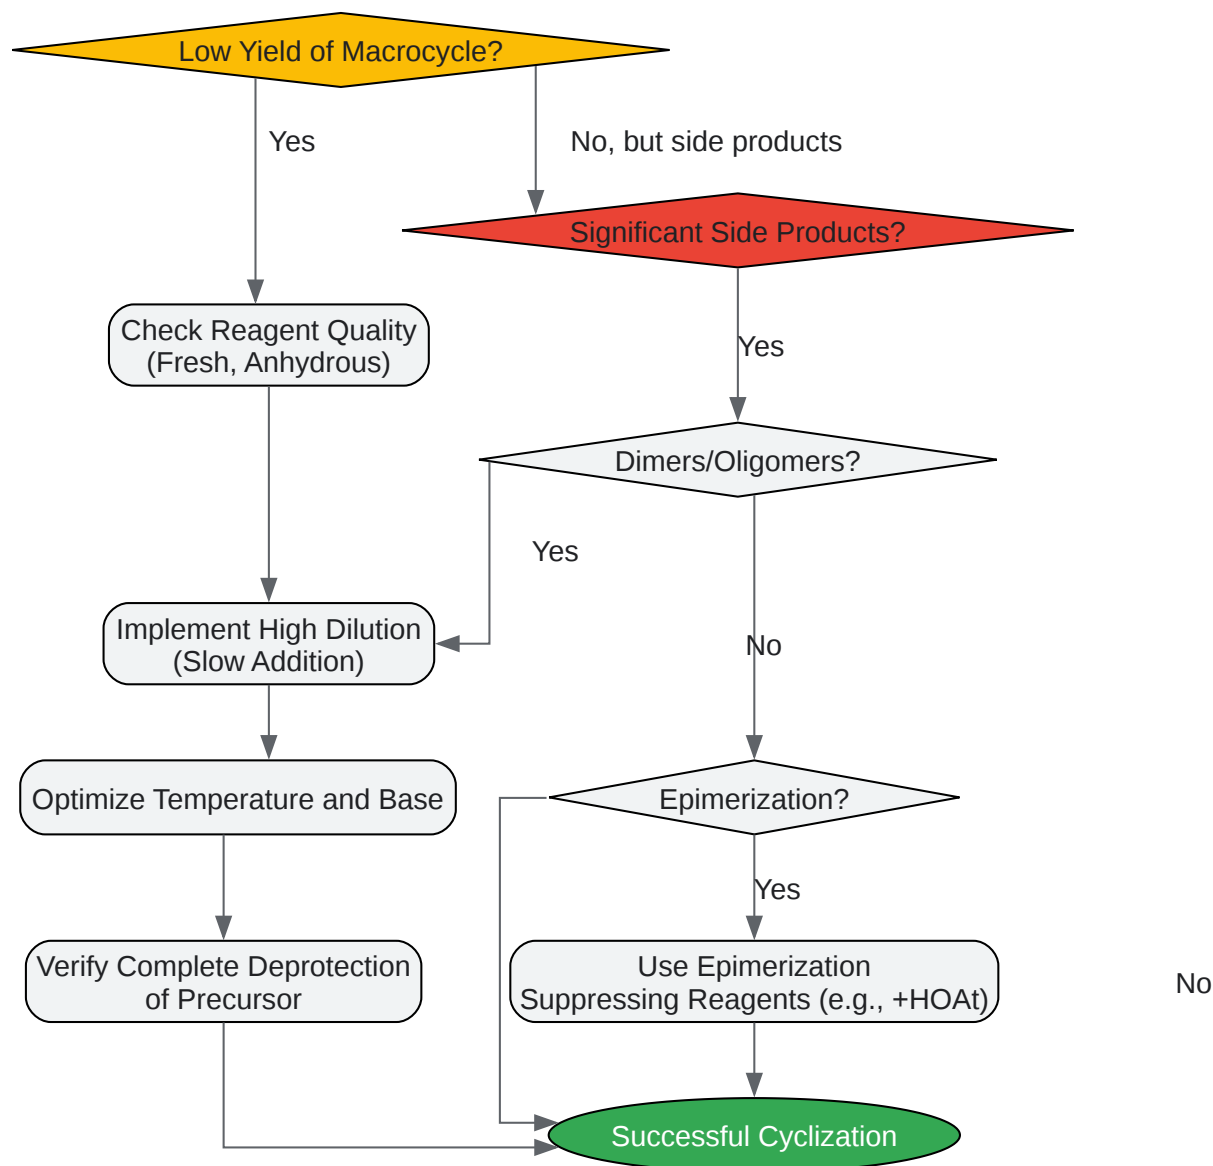 Low Yield of Macrocycle?
Yes
No, but side products
Significant Side Products?
Check Reagent Quality
(Fresh, Anhydrous)
Yes
Dimers/Oligomers?
Yes
Implement High Dilution
(Slow Addition)
No
Optimize Temperature and Base
Epimerization?
Yes
Verify Complete Deprotection
of Precursor
Use Epimerization
Suppressing Reagents (e.g., +HOAt)
No
Successful Cyclization